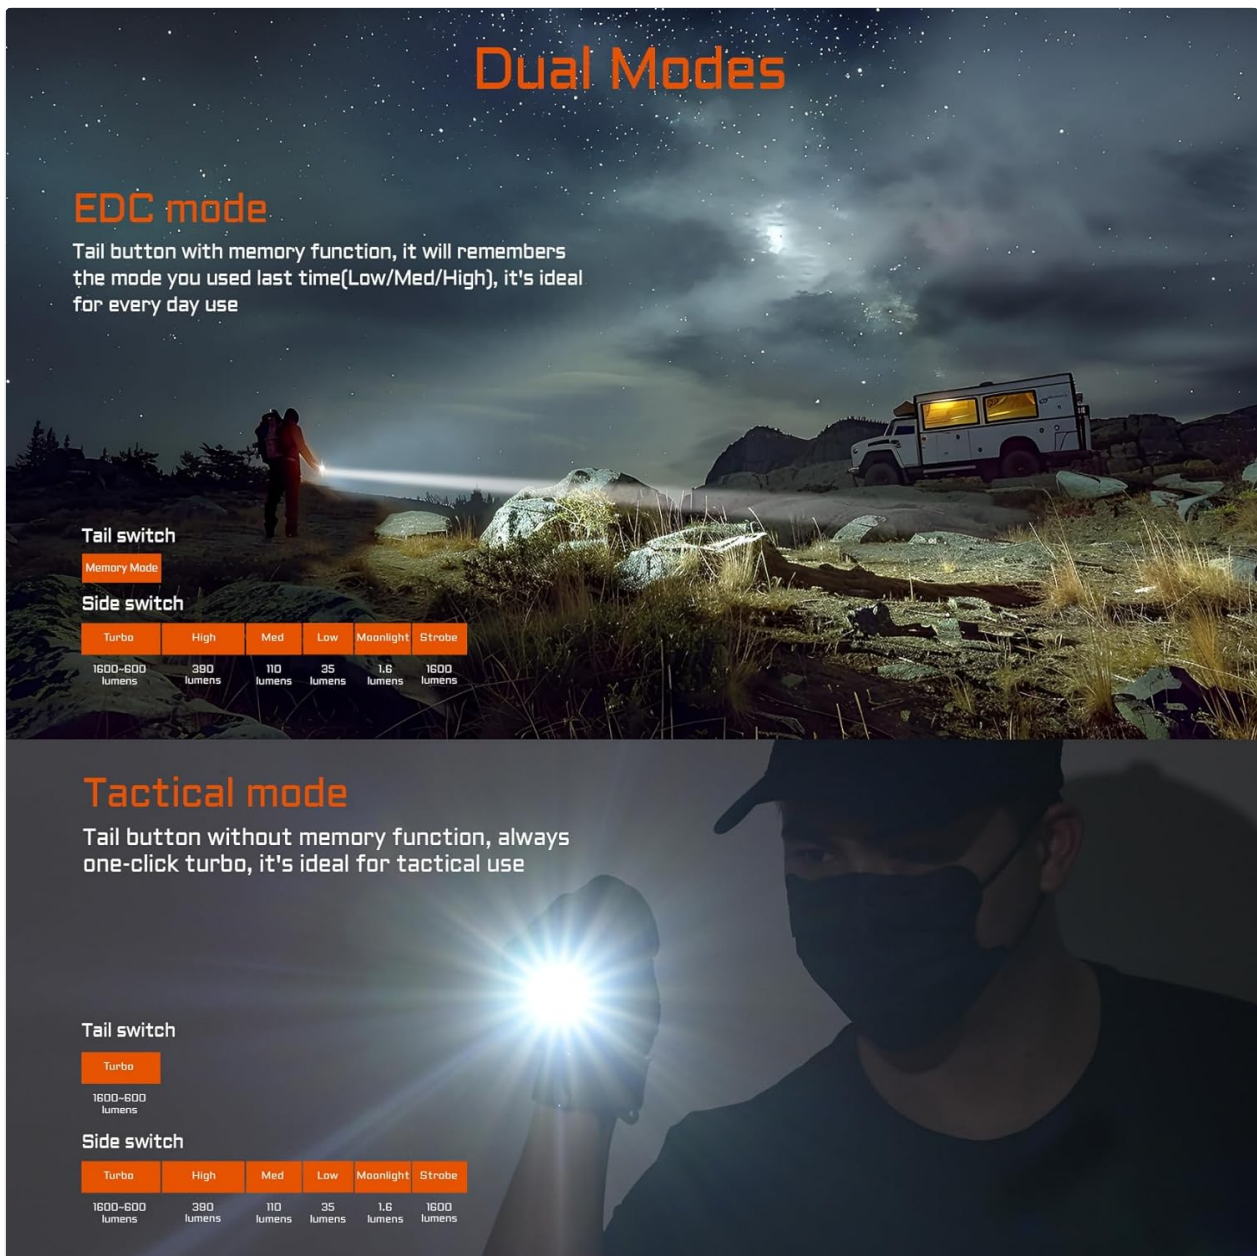 Dual Modes
EDC mode
Tail button with memory function, it will remembers
the mode you used last time(Low/Med/High), it's ideal
for every day use
Tail switch
Memory Mode
Side switch
Turbo High Med Low Moonlight Strobe
1600~600 390 110 35 1.6 1600
lumens lumens lumens lumens lumens lumens
Tactical mode
Tail button without memory function, always
one-click turbo, it's ideal for tactical use
Tail switch
Turbo
1600~600
lumens
Side switch
Turbo High Med Low Moonlight Strobe
1600~600 390 110 35 1.6 1600
lumens lumens lumens lumens lumens lumens